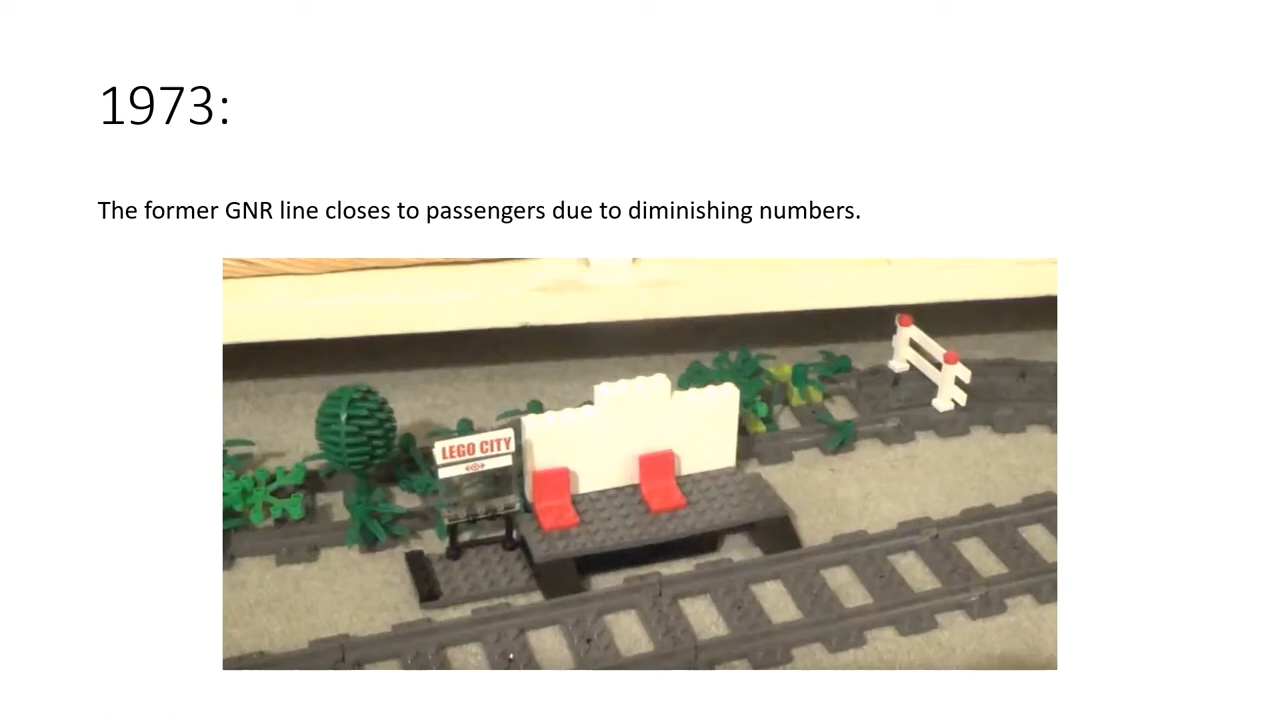 1973:
The former GNR line closes to passengers due to diminishing numbers.
LEGO CITY